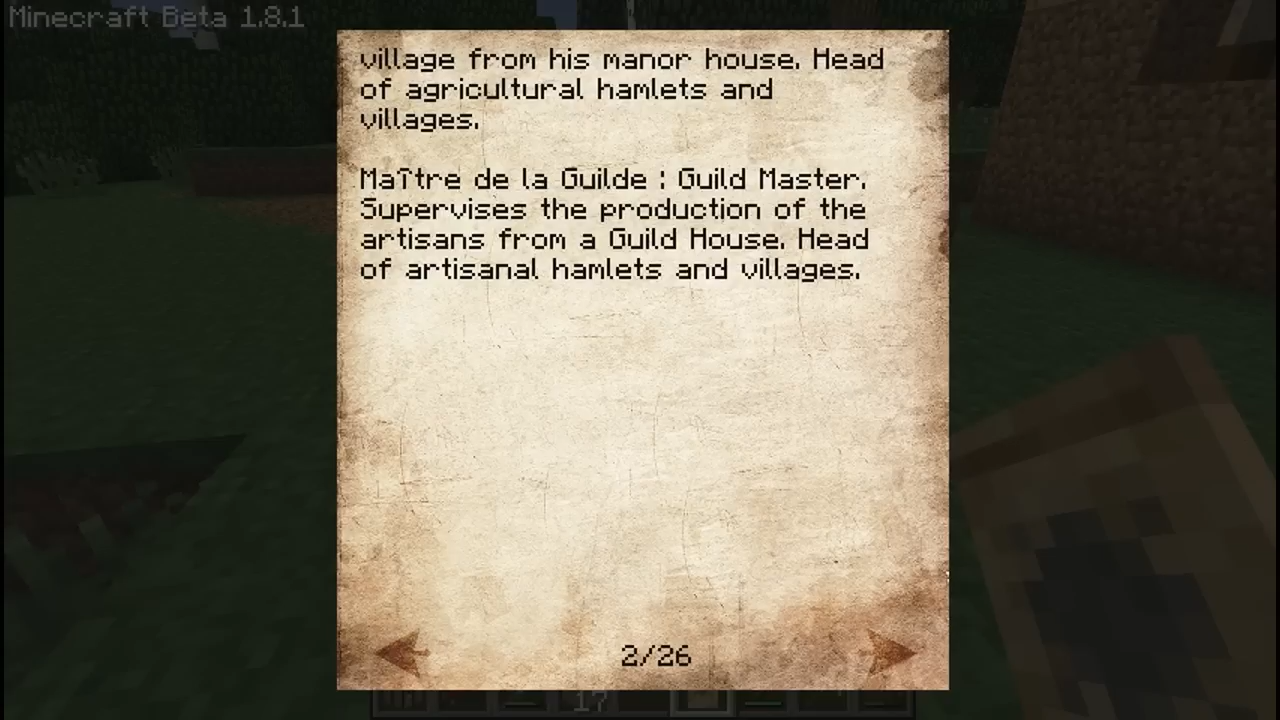 Minecraft Beta 1.8.1
village from his manor house. Head
of agricultural hamlets and
villages.
Maître de la Guilde : Guild Master.
Supervises the production of the
artisans from a Guild House. Head
of artisanal hamlets and villages.
2/26
17